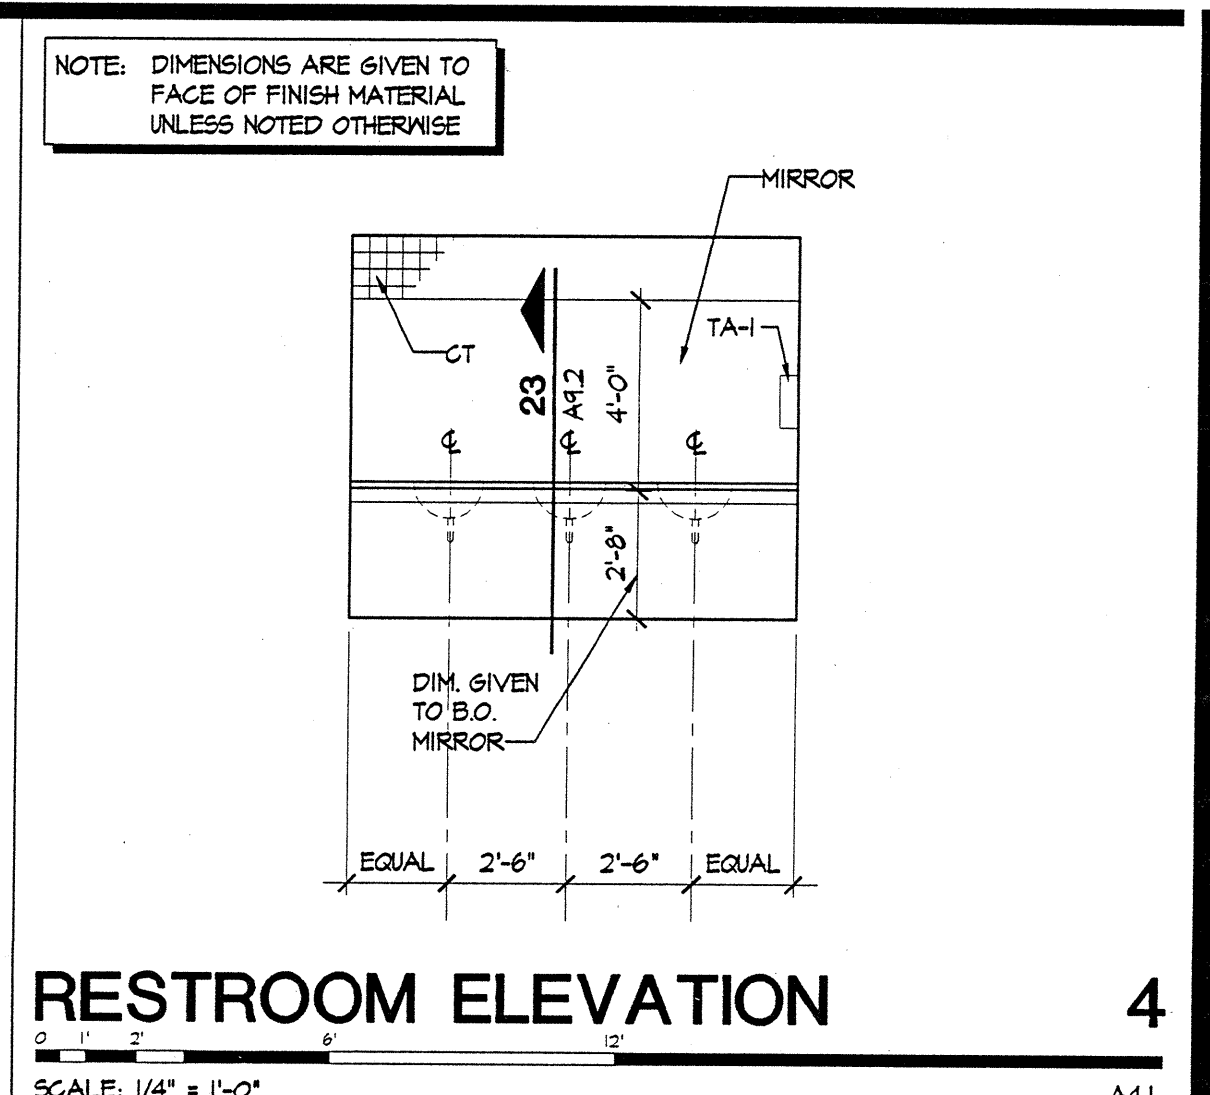 NOTE: DIMENSIONS ARE GIVEN TO
FACE OF FINISH MATERIAL
UNLESS NOTED OTHERWISE
MIRROR
TA-1
CT
23
A9.2
4'-0"
℄ ℄ ℄
2'-8"
DIM. GIVEN
TO B.O.
MIRROR
EQUAL 2'-6" 2'-6" EQUAL
RESTROOM ELEVATION 4
0 1' 2' 6' 12'
SCALE: 1/4" = 1'-0"